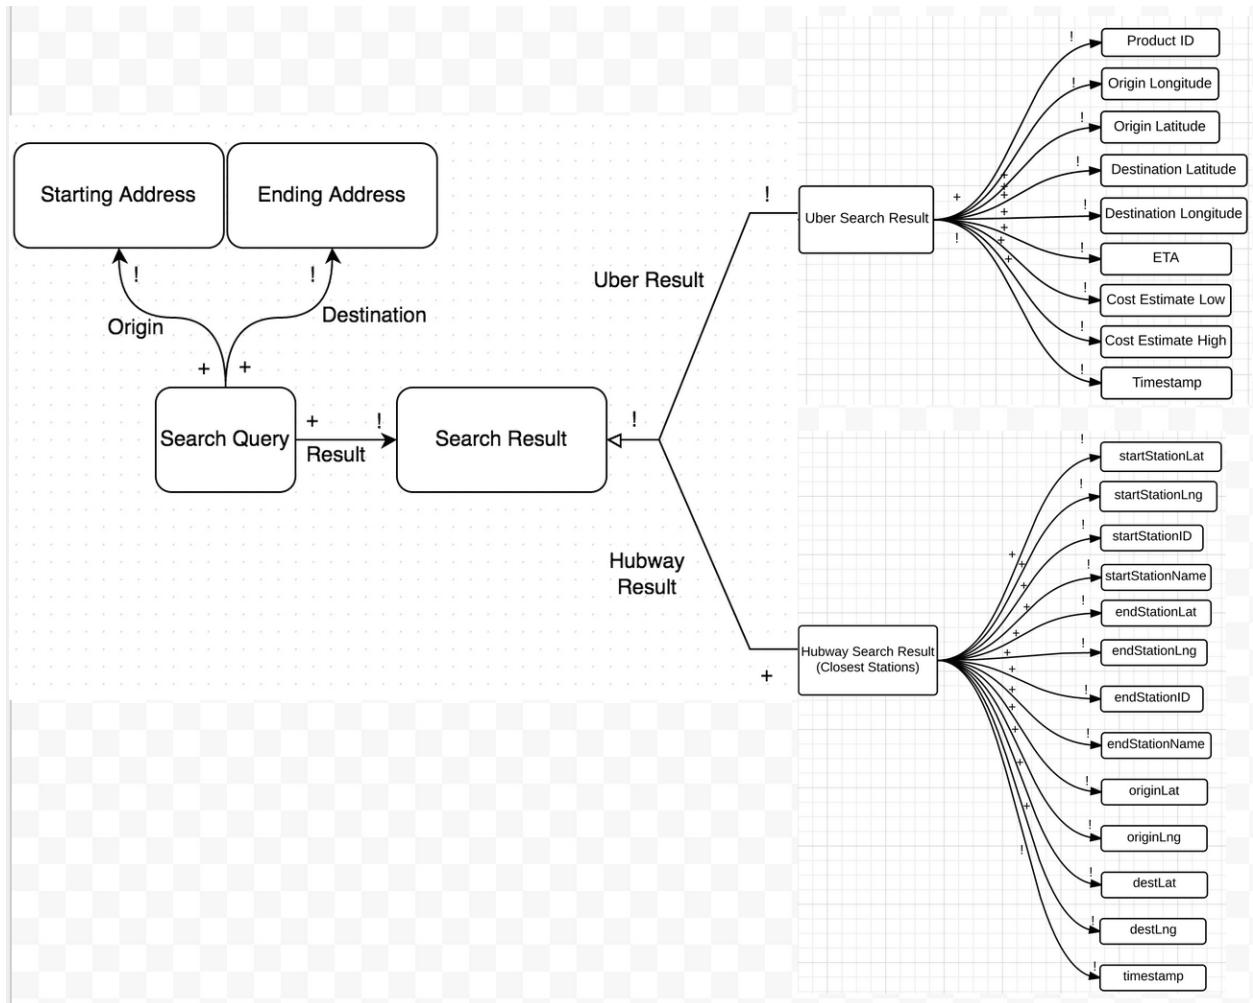 Starting Address
Ending Address
!
!
Origin
Destination
+
+
Search Query
+
!
Result
Search Result
!
Uber Result
!
Hubway
Result
+
Uber Search Result
+
!
+
+
+
+
+
+
+
!
Product ID
!
Origin Longitude
!
Origin Latitude
!
Destination Latitude
!
Destination Longitude
!
ETA
!
Cost Estimate Low
!
Cost Estimate High
!
Timestamp
Hubway Search Result
(Closest Stations)
+
+
+
+
+
+
+
+
+
+
+
+
!
!
startStationLat
!
startStationLng
!
startStationID
!
startStationName
!
endStationLat
!
endStationLng
!
endStationID
!
endStationName
!
originLat
!
originLng
!
destLat
!
destLng
!
timestamp